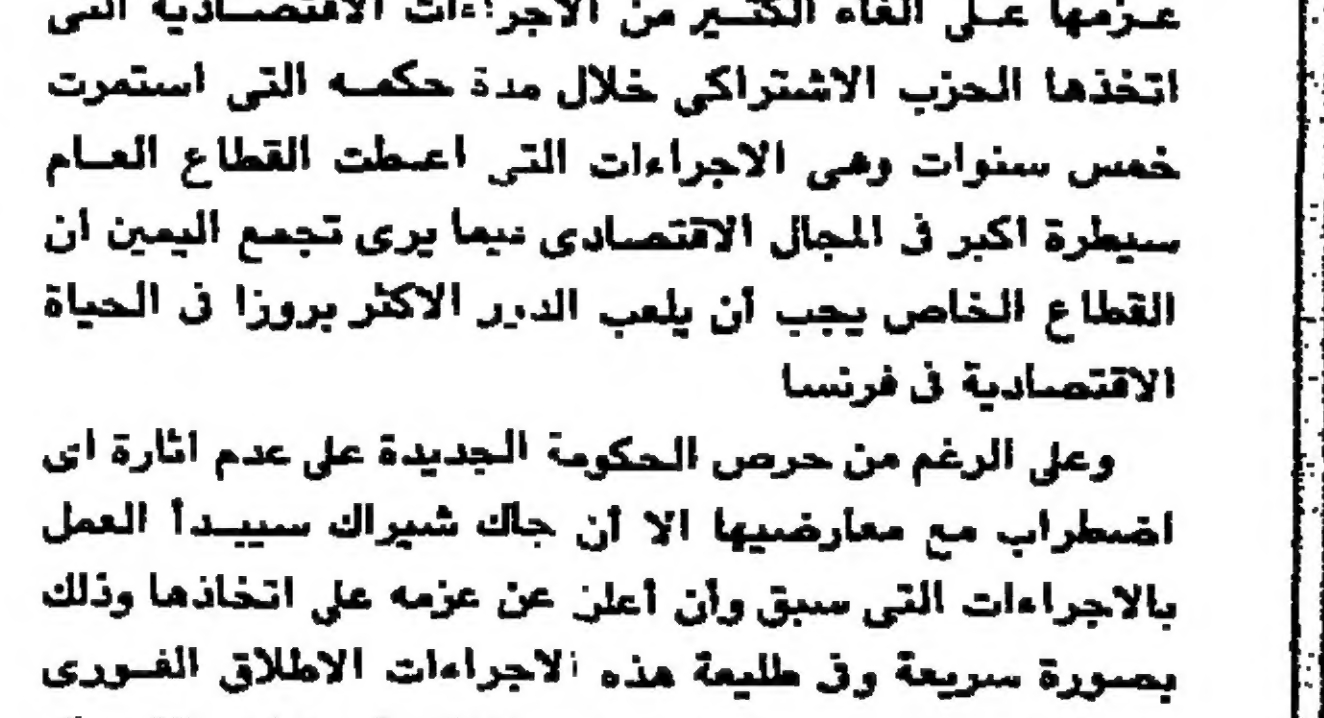 عزمها على الغاء الكثير من الاجراءات الاقتصادية التى
اتخذها الحزب الاشتراكى خلال مدة حكمه التى استمرت
خمس سنوات وهى الاجراءات التى اعطت القطاع العام
سيطرة اكبر فى المجال الاقتصادى فيما يرى تجمع اليمين ان
القطاع الخاص يجب أن يلعب الدور الاكثر بروزا فى الحياة
الاقتصادية فى فرنسا
وعلى الرغم من حرص الحكومة الجديدة على عدم اثارة اى
اضطراب مع معارضيها الا أن جاك شيراك سيبدأ العمل
بالاجراءات التى سبق وأن أعلن عن عزمه على اتخاذها وذلك
بصورة سريعة وفى طليعة هذه الاجراءات الاطلاق الفورى